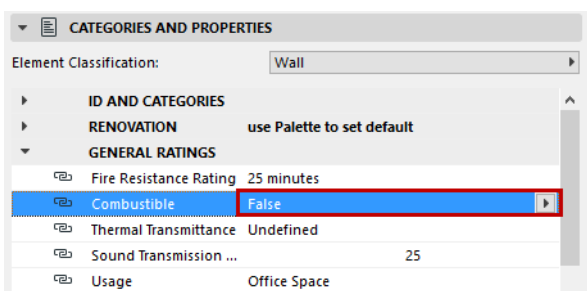 CATEGORIES AND PROPERTIES
Element Classification: Wall
ID AND CATEGORIES
RENOVATION use Palette to set default
GENERAL RATINGS
Fire Resistance Rating 25 minutes
Combustible False
Thermal Transmittance Undefined
Sound Transmission ... 25
Usage Office Space